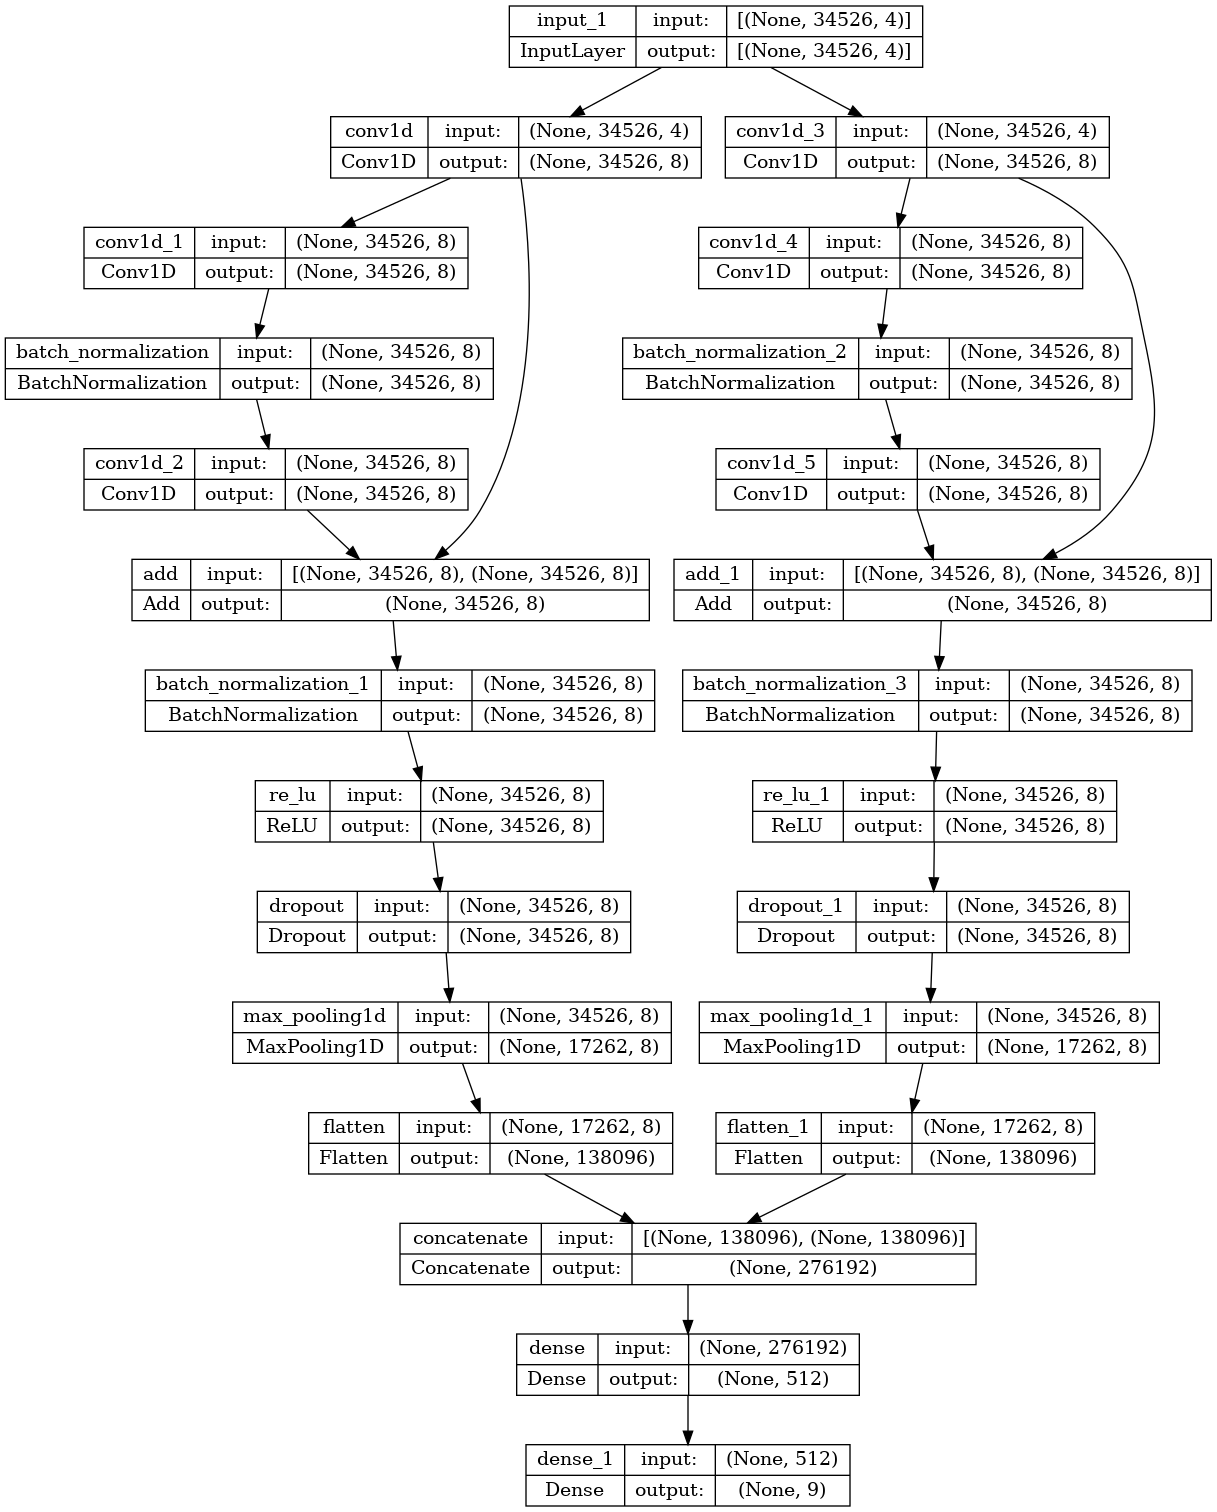 input_1 input: [(None, 34526, 4)]
InputLayer output: [(None, 34526, 4)]
conv1d input: (None, 34526, 4)
Conv1D output: (None, 34526, 8)
conv1d_3 input: (None, 34526, 4)
Conv1D output: (None, 34526, 8)
conv1d_1 input: (None, 34526, 8)
Conv1D output: (None, 34526, 8)
conv1d_4 input: (None, 34526, 8)
Conv1D output: (None, 34526, 8)
batch_normalization input: (None, 34526, 8)
BatchNormalization output: (None, 34526, 8)
batch_normalization_2 input: (None, 34526, 8)
BatchNormalization output: (None, 34526, 8)
conv1d_2 input: (None, 34526, 8)
Conv1D output: (None, 34526, 8)
conv1d_5 input: (None, 34526, 8)
Conv1D output: (None, 34526, 8)
add input: [(None, 34526, 8), (None, 34526, 8)]
Add output: (None, 34526, 8)
add_1 input: [(None, 34526, 8), (None, 34526, 8)]
Add output: (None, 34526, 8)
batch_normalization_1 input: (None, 34526, 8)
BatchNormalization output: (None, 34526, 8)
batch_normalization_3 input: (None, 34526, 8)
BatchNormalization output: (None, 34526, 8)
re_lu input: (None, 34526, 8)
ReLU output: (None, 34526, 8)
re_lu_1 input: (None, 34526, 8)
ReLU output: (None, 34526, 8)
dropout input: (None, 34526, 8)
Dropout output: (None, 34526, 8)
dropout_1 input: (None, 34526, 8)
Dropout output: (None, 34526, 8)
max_pooling1d input: (None, 34526, 8)
MaxPooling1D output: (None, 17262, 8)
max_pooling1d_1 input: (None, 34526, 8)
MaxPooling1D output: (None, 17262, 8)
flatten input: (None, 17262, 8)
Flatten output: (None, 138096)
flatten_1 input: (None, 17262, 8)
Flatten output: (None, 138096)
concatenate input: [(None, 138096), (None, 138096)]
Concatenate output: (None, 276192)
dense input: (None, 276192)
Dense output: (None, 512)
dense_1 input: (None, 512)
Dense output: (None, 9)